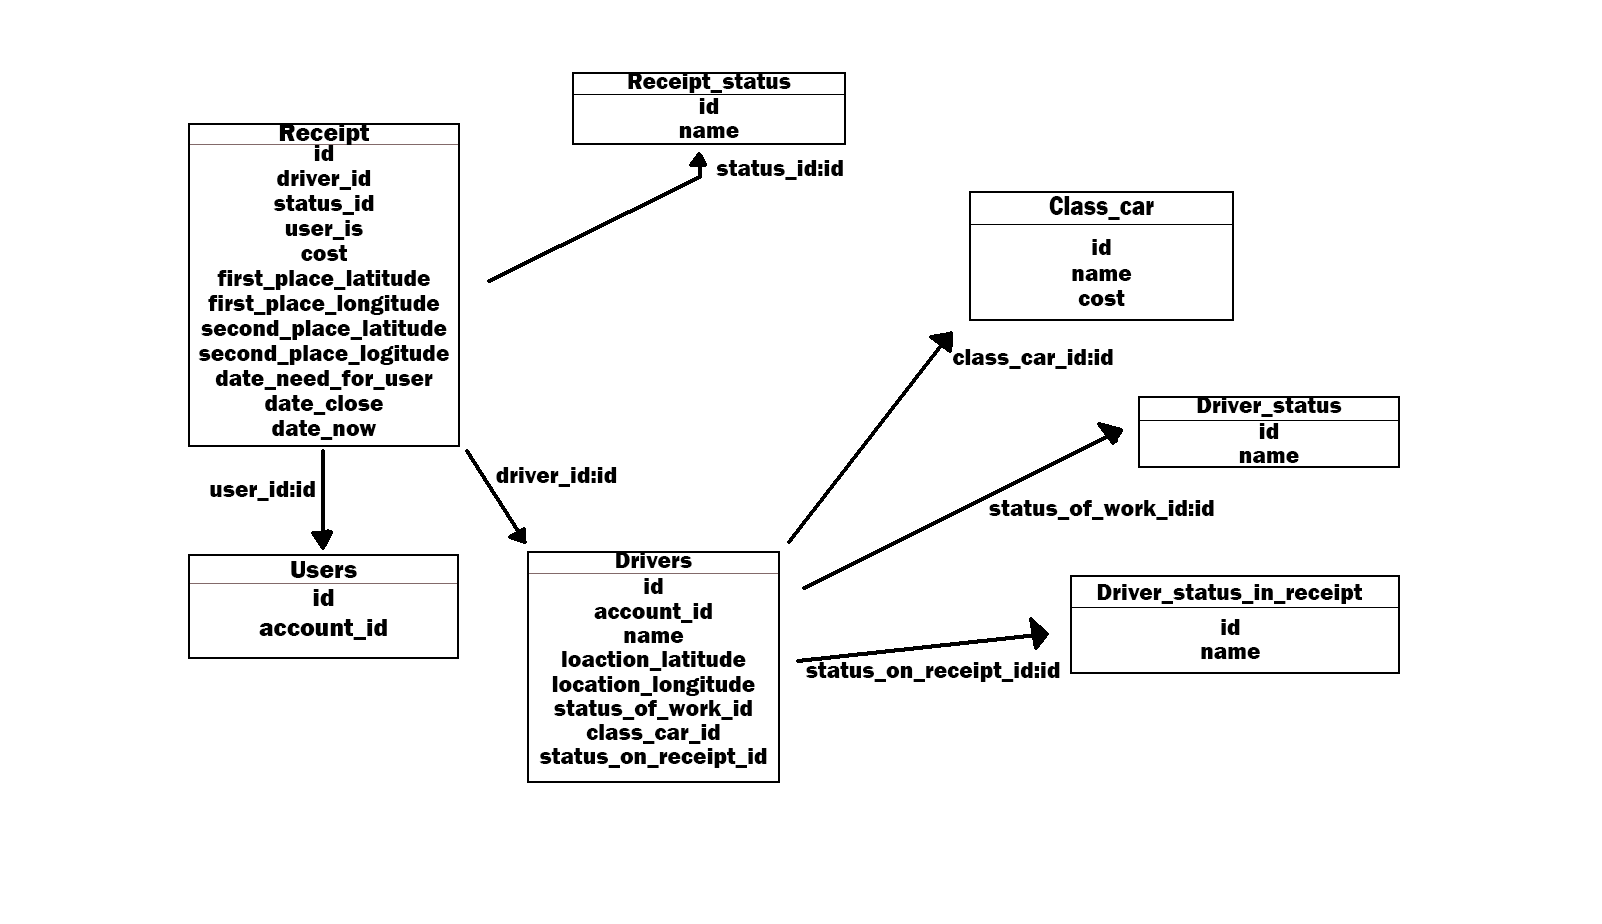 Receipt_status
id
name
status_id:id
Receipt
id
driver_id
status_id
user_is
cost
first_place_latitude
first_place_longitude
second_place_latitude
second_place_logitude
date_need_for_user
date_close
date_now
Class_car
id
name
cost
class_car_id:id
Driver_status
id
name
status_of_work_id:id
user_id:id
driver_id:id
Users
id
account_id
Drivers
id
account_id
name
loaction_latitude
location_longitude
status_of_work_id
class_car_id
status_on_receipt_id
Driver_status_in_receipt
id
name
status_on_receipt_id:id